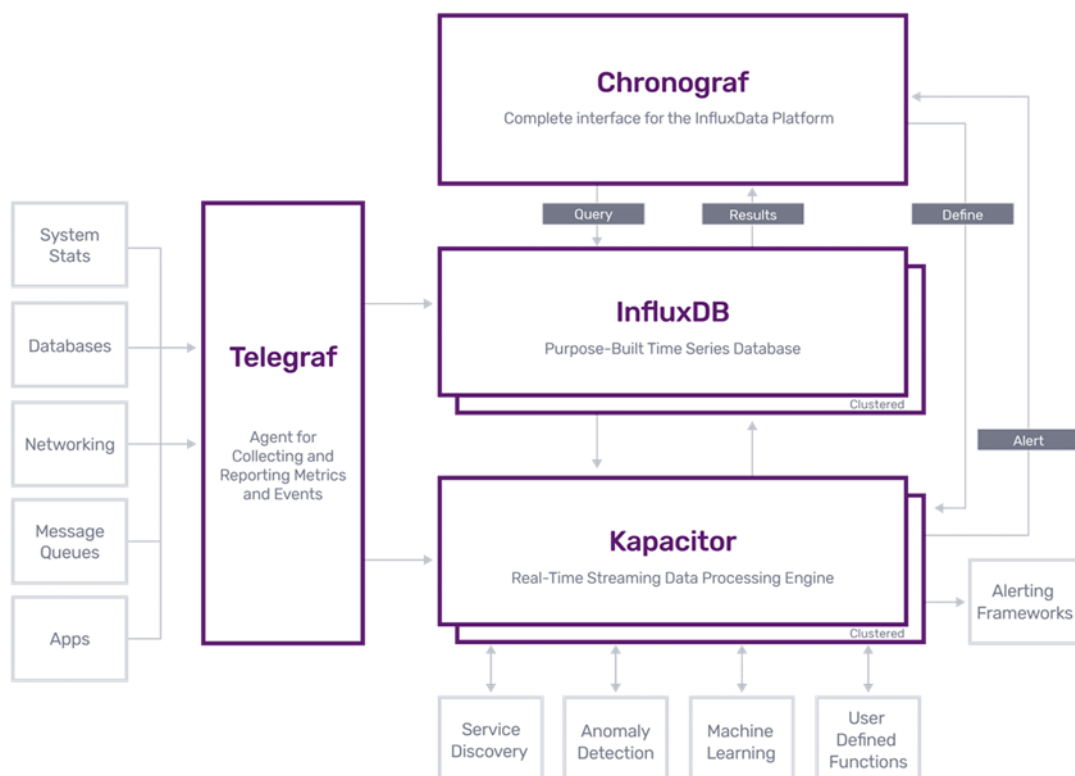 Chronograf
Complete interface for the InfluxData Platform
Query
Results
Define
System
Stats
Databases
Networking
Message
Queues
Apps
Telegraf
Agent for
Collecting and
Reporting Metrics
and Events
InfluxDB
Purpose-Built Time Series Database
Clustered
Alert
Kapacitor
Real-Time Streaming Data Processing Engine
Clustered
Alerting
Frameworks
Service
Discovery
Anomaly
Detection
Machine
Learning
User
Defined
Functions